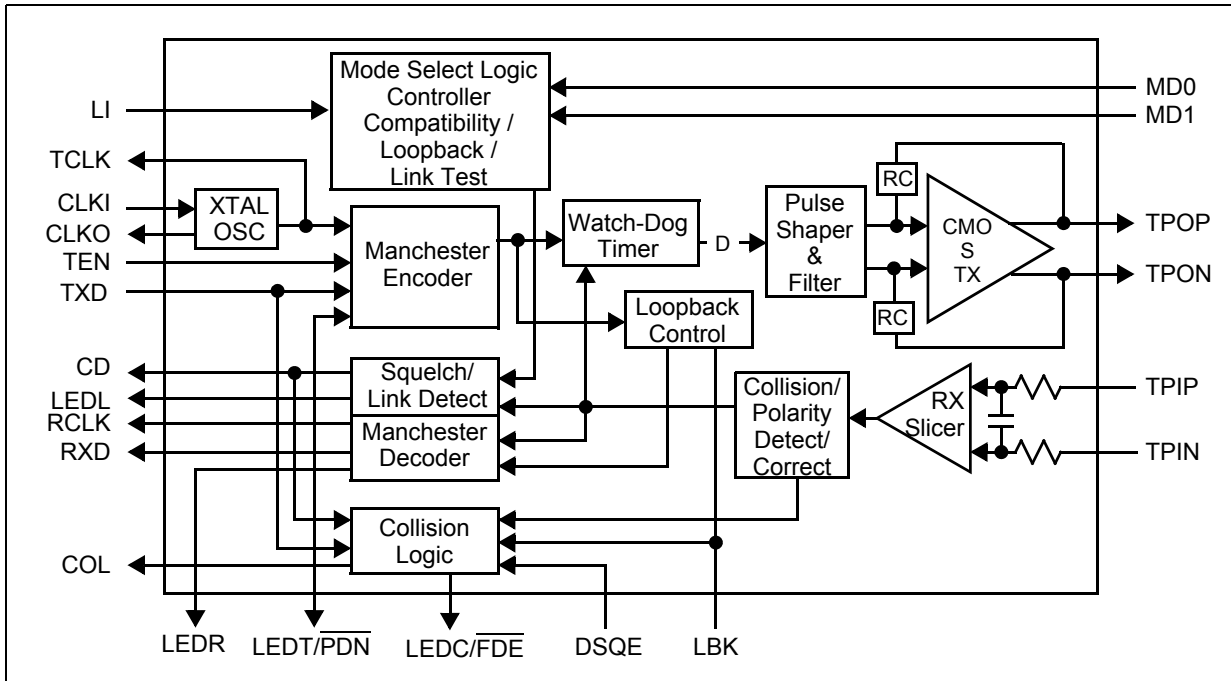 Mode Select Logic
Controller
Compatibility /
Loopback /
Link Test
LI
MD0
MD1
TCLK
CLKI
CLKO
TEN
TXD
XTAL
OSC
Manchester
Encoder
Watch-Dog
Timer
D
Pulse
Shaper
&
Filter
RC
RC
CMO
S
TX
TPOP
TPON
Loopback
Control
CD
LEDL
RCLK
RXD
Squelch/
Link Detect
Manchester
Decoder
Collision/
Polarity
Detect/
Correct
RX
Slicer
TPIP
TPIN
COL
Collision
Logic
LEDR
LEDT/PDN
LEDC/FDE
DSQE
LBK